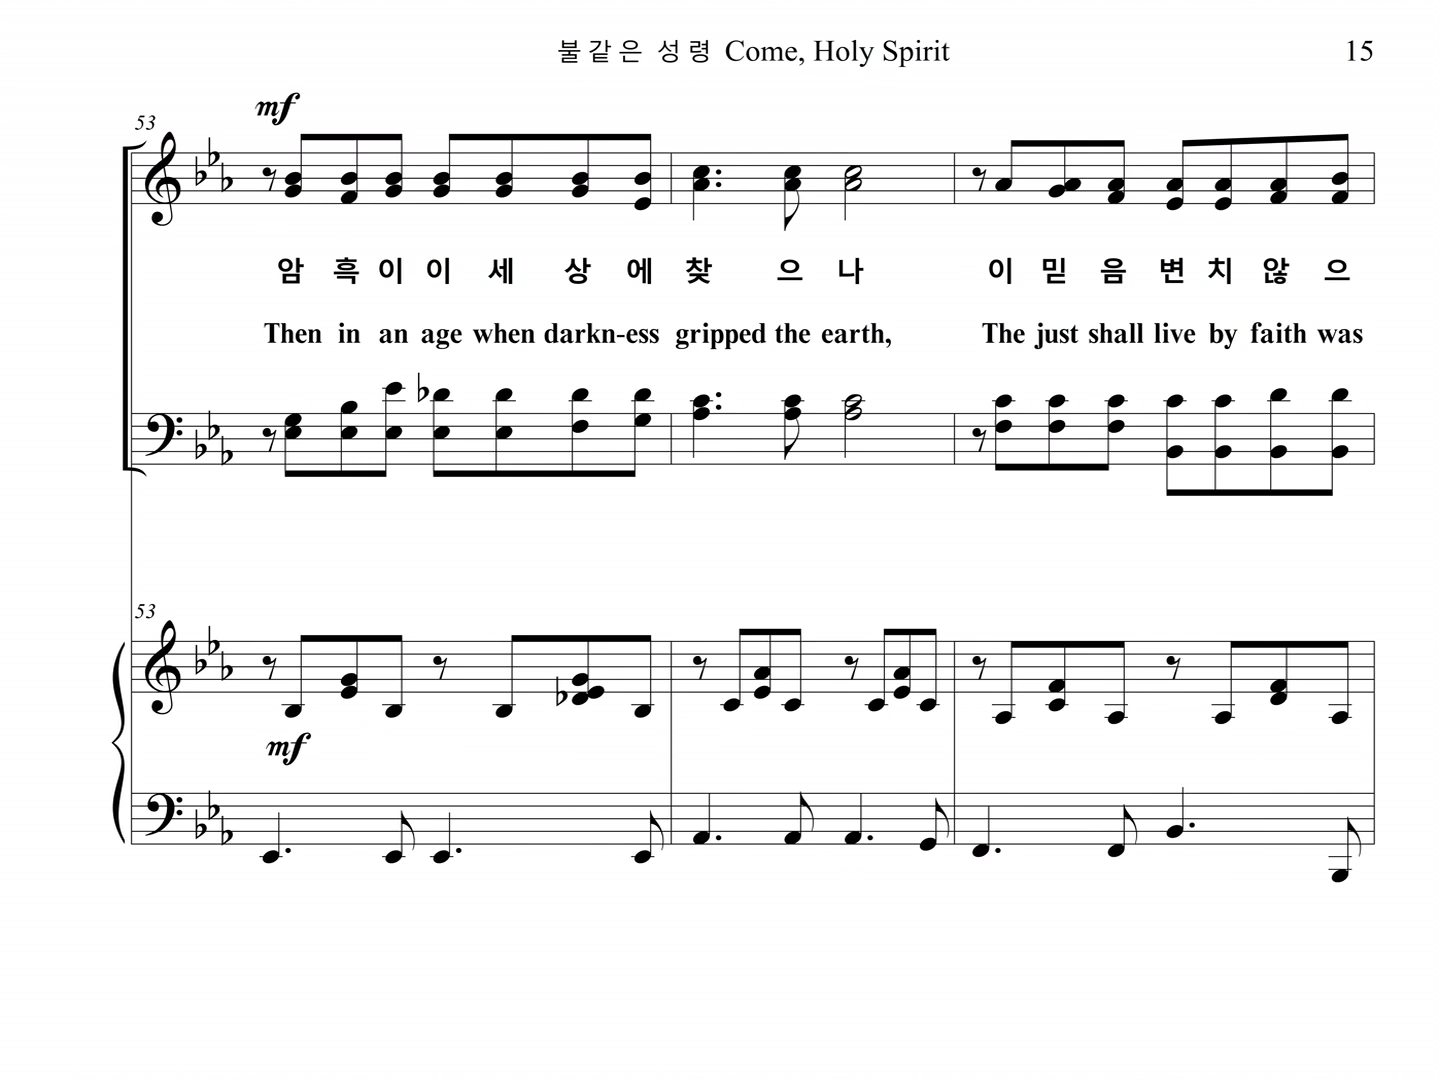 불같은 성령 Come, Holy Spirit 15
mf
53
암 흑 이 이 세 상 에 찾 으 나 이 믿 음 변 치 않 으
Then in an age when darkn-ess gripped the earth, The just shall live by faith was
53
mf